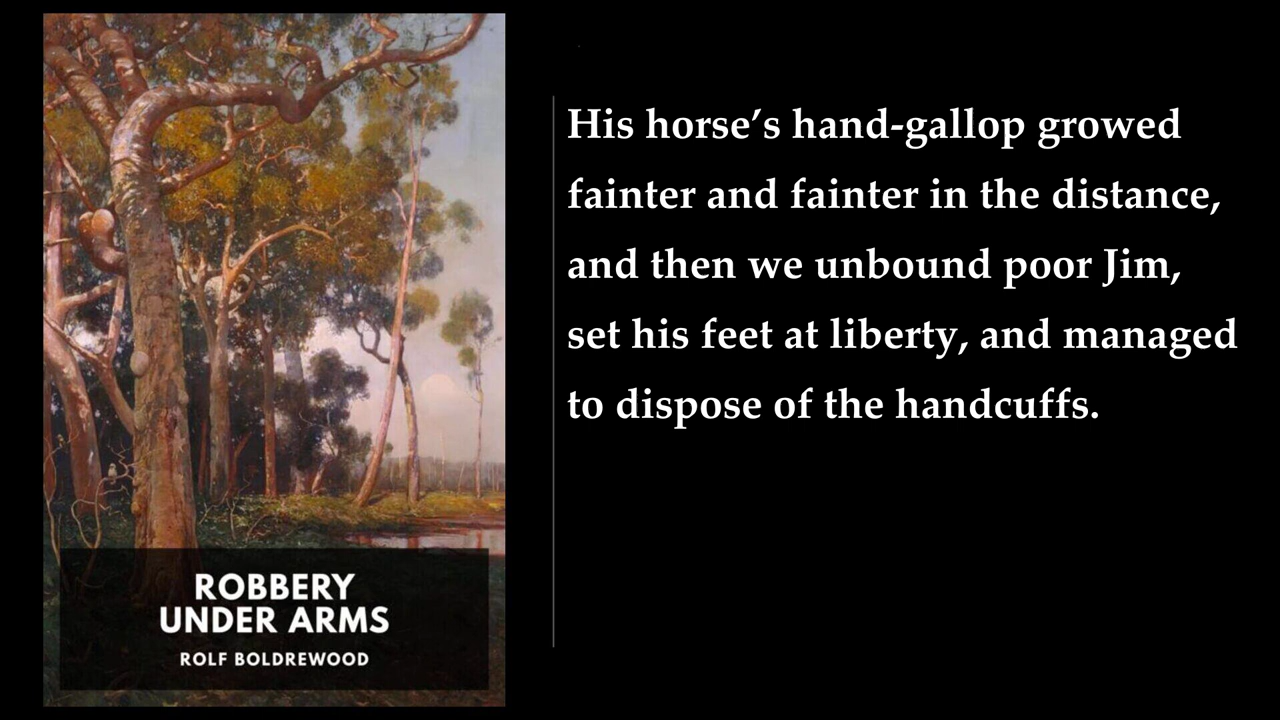 ROBBERY
UNDER ARMS
ROLF BOLDREWOOD
His horse’s hand-gallop growed
fainter and fainter in the distance,
and then we unbound poor Jim,
set his feet at liberty, and managed
to dispose of the handcuffs.